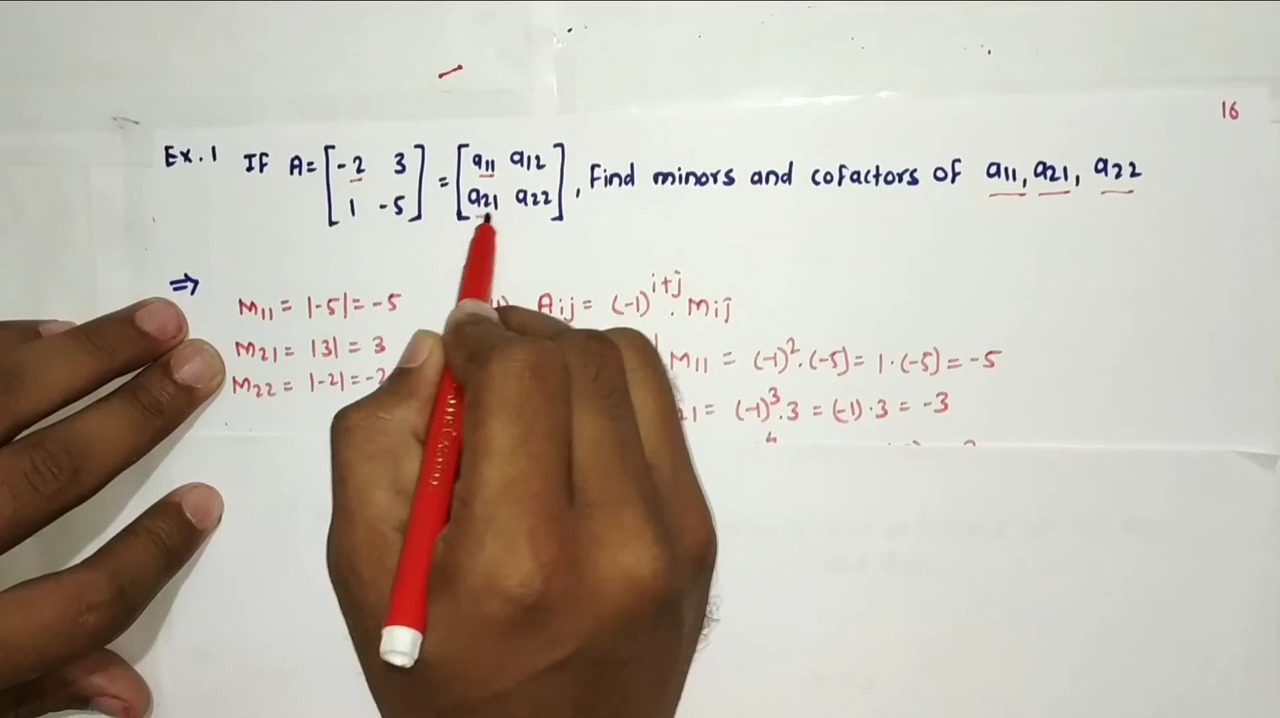 16
Ex.1 IF A = [-2 3 1 -5] = [a11 a12 a21 a22], Find minors and cofactors of a11, a21, a22
⇒
M11 = |-5| = -5
Aij = (-1)^i+j . Mij
M21 = |3| = 3
M11 = (-1)^2 . (-5) = 1 . (-5) = -5
M22 = |-2| = -2
21 = (-1)^3 . 3 = (-1) . 3 = -3